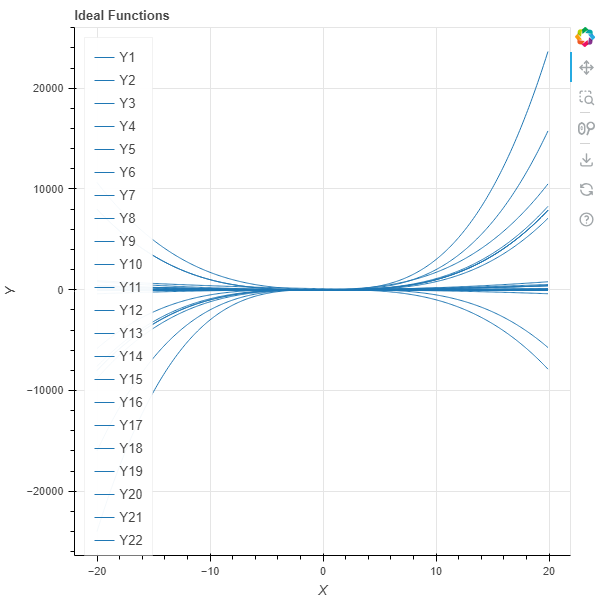 Ideal Functions
Y1
Y2
Y3
Y4
Y5
Y6
Y7
Y8
Y9
Y10
Y11
Y12
Y13
Y14
Y15
Y16
Y17
Y18
Y19
Y20
Y21
Y22
20000
10000
0
−10000
−20000
Y
−20
−10
0
10
20
X